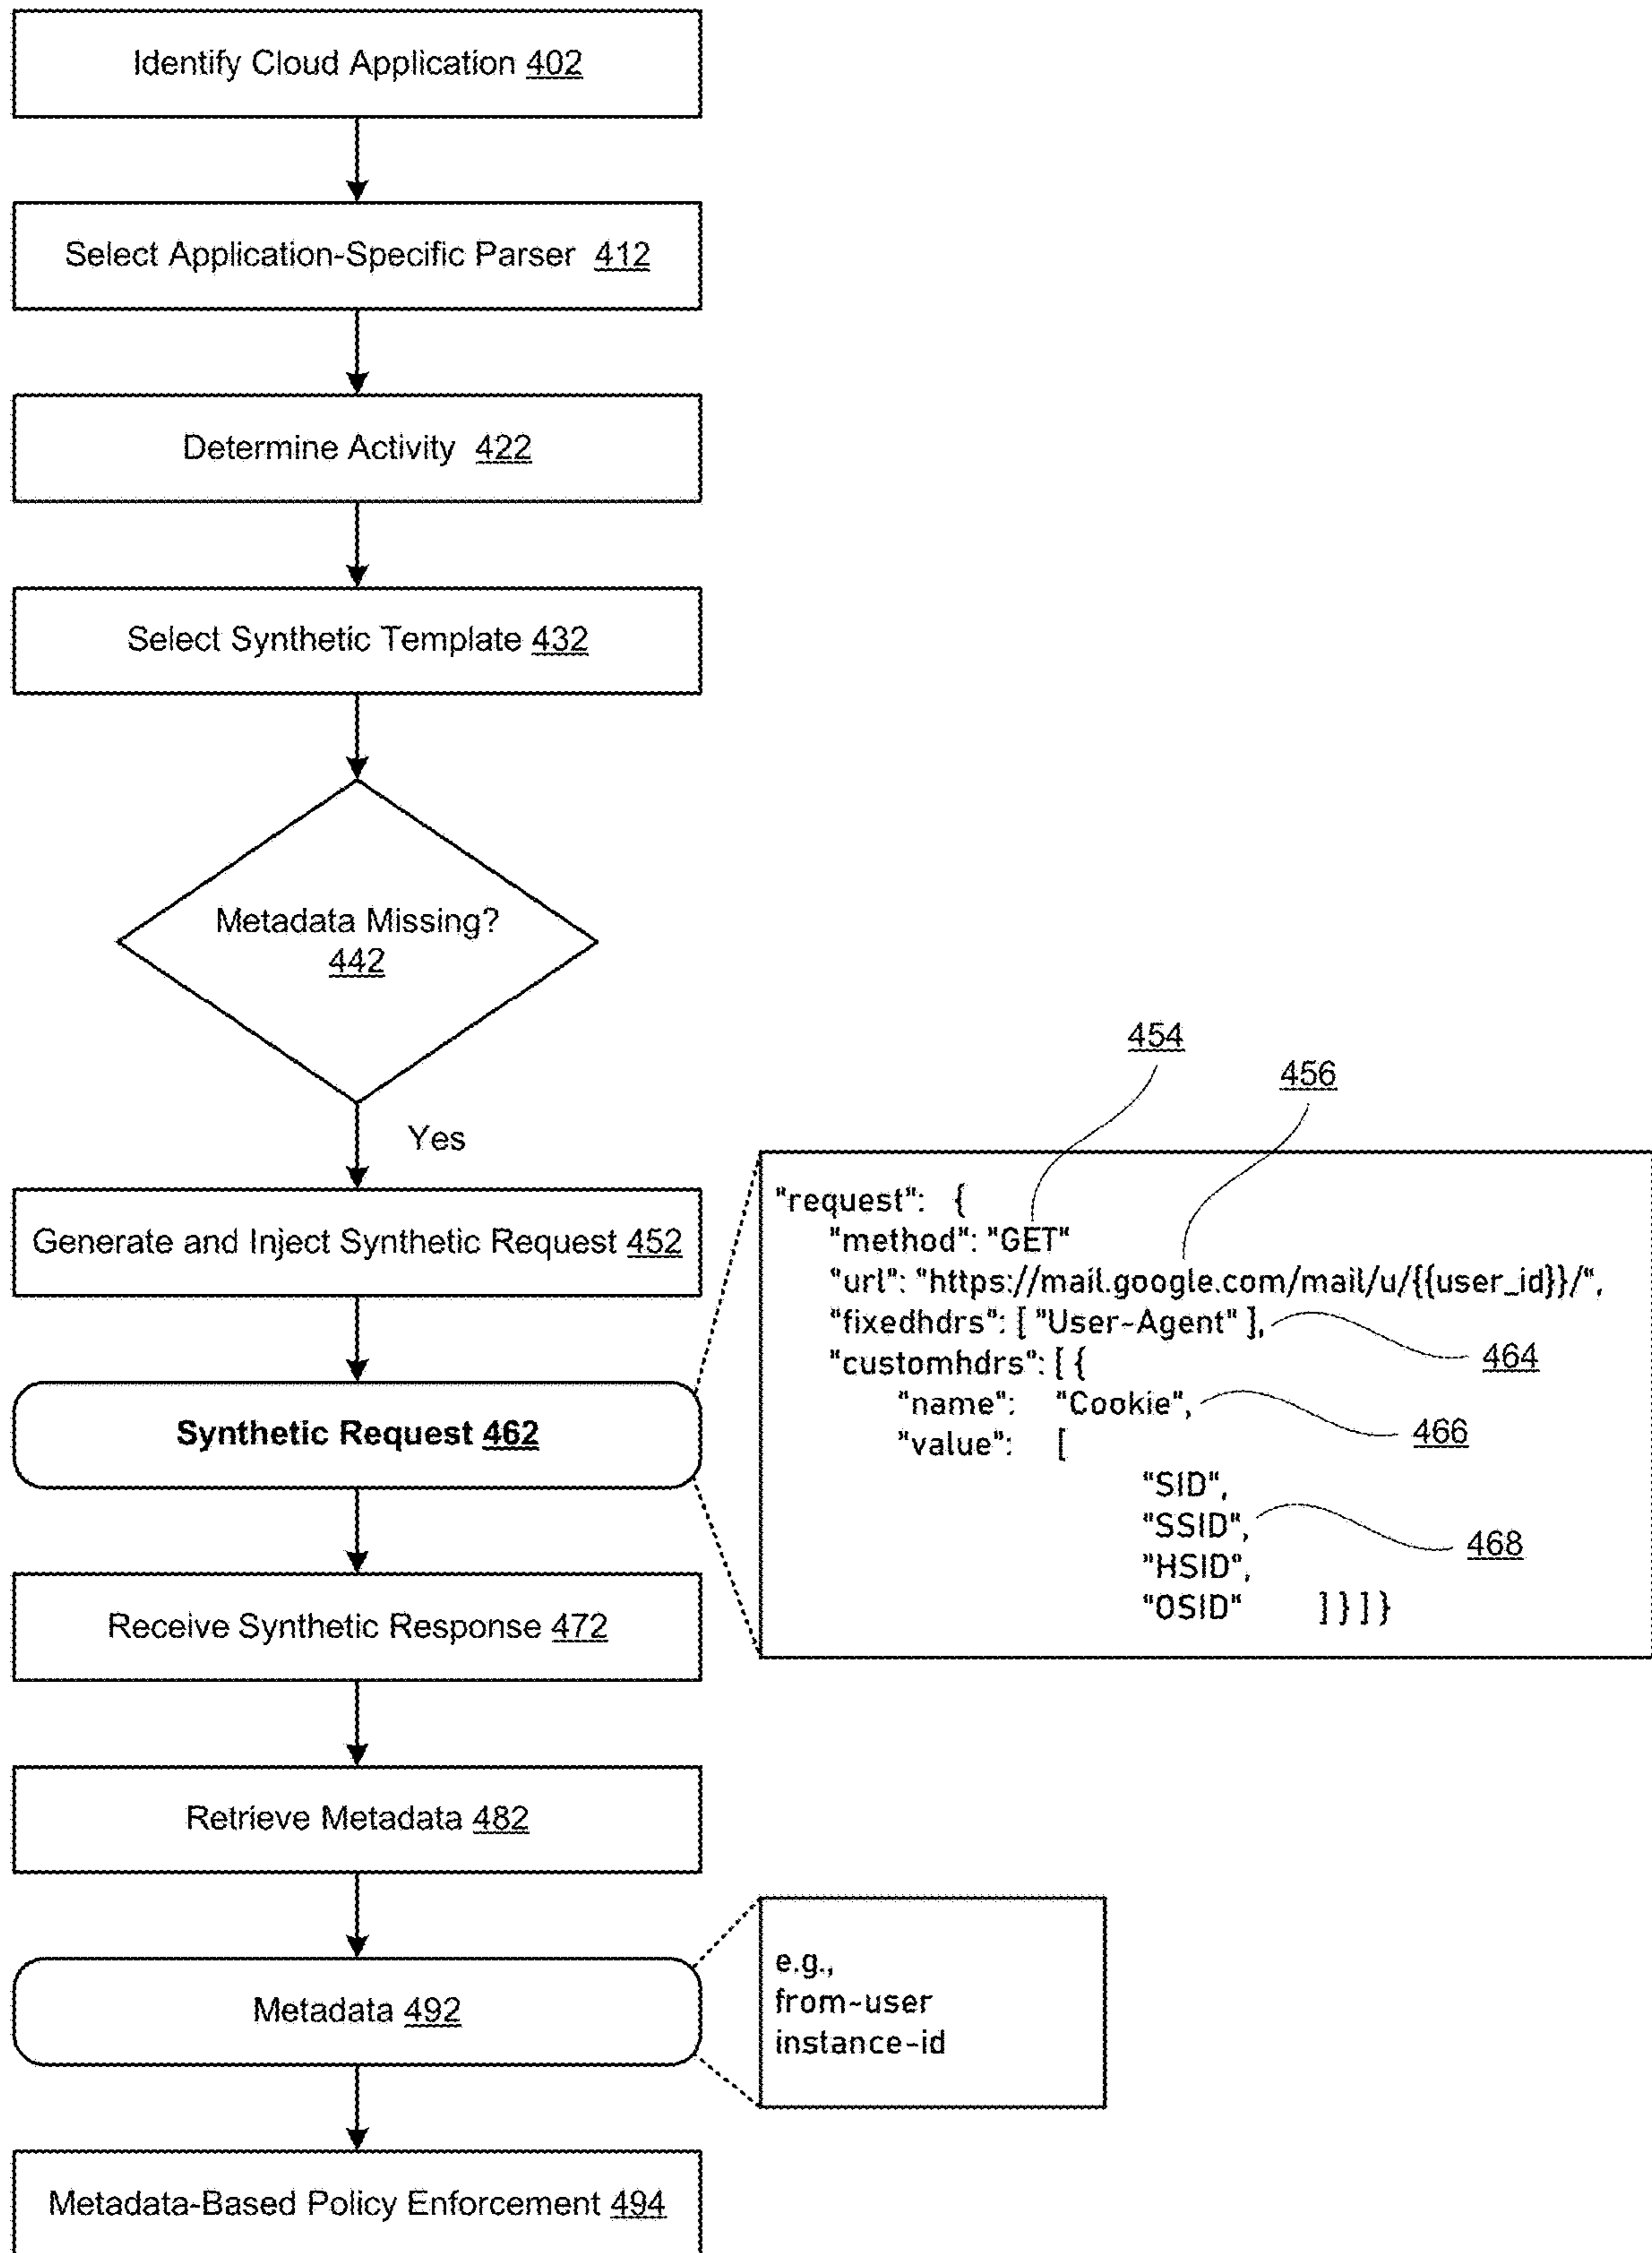 Identify Cloud Application 402
Select Application-Specific Parser 412
Determine Activity 422
Select Synthetic Template 432
Metadata Missing?
442
Yes
Generate and Inject Synthetic Request 452
Synthetic Request 462
454
456
"request": {
"method": "GET"
"url": "https://mail.google.com/mail/u/{{user_id}}/",
"fixedhdrs": [ "User-Agent" ],
464
"customhdrs": [ {
"name": "Cookie",
466
"value": [
"SID",
"SSID",
468
"HSID",
"OSID" ] } ] }
Receive Synthetic Response 472
Retrieve Metadata 482
Metadata 492
e.g.,
from-user
instance-id
Metadata-Based Policy Enforcement 494